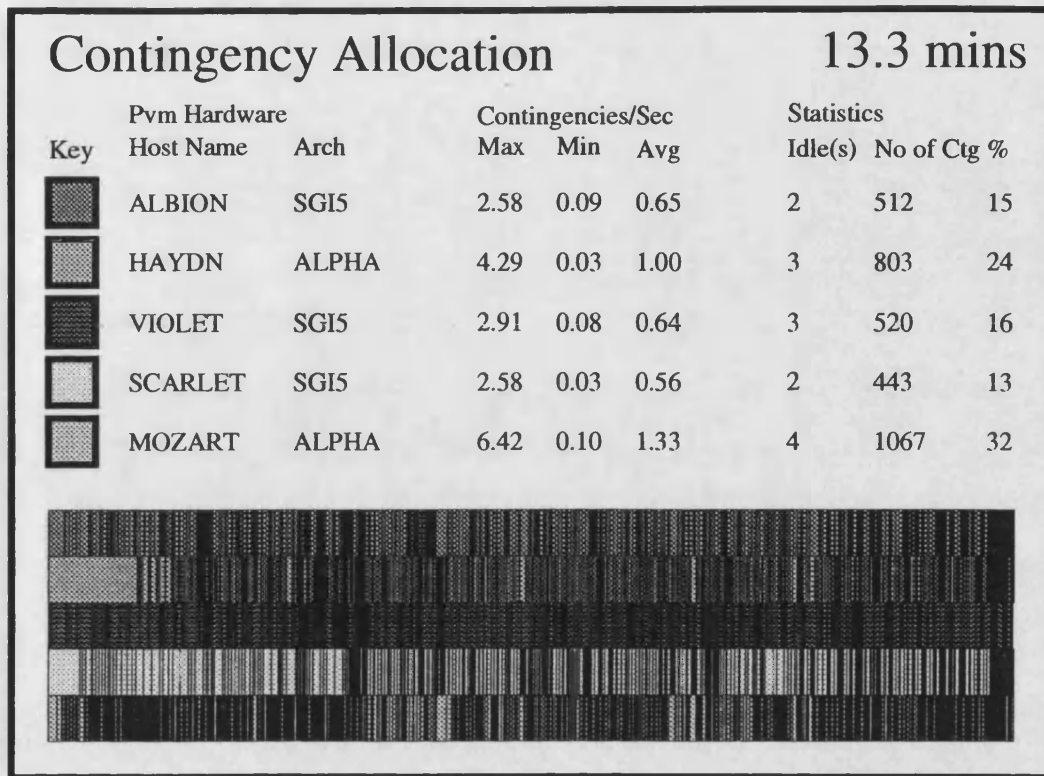 Contingency Allocation 13.3 mins
Pvm Hardware Contingencies/Sec Statistics
Key Host Name Arch Max Min Avg Idle(s) No of Ctg %
ALBION SGI5 2.58 0.09 0.65 2 512 15
HAYDN ALPHA 4.29 0.03 1.00 3 803 24
VIOLET SGI5 2.91 0.08 0.64 3 520 16
SCARLET SGI5 2.58 0.03 0.56 2 443 13
MOZART ALPHA 6.42 0.10 1.33 4 1067 32